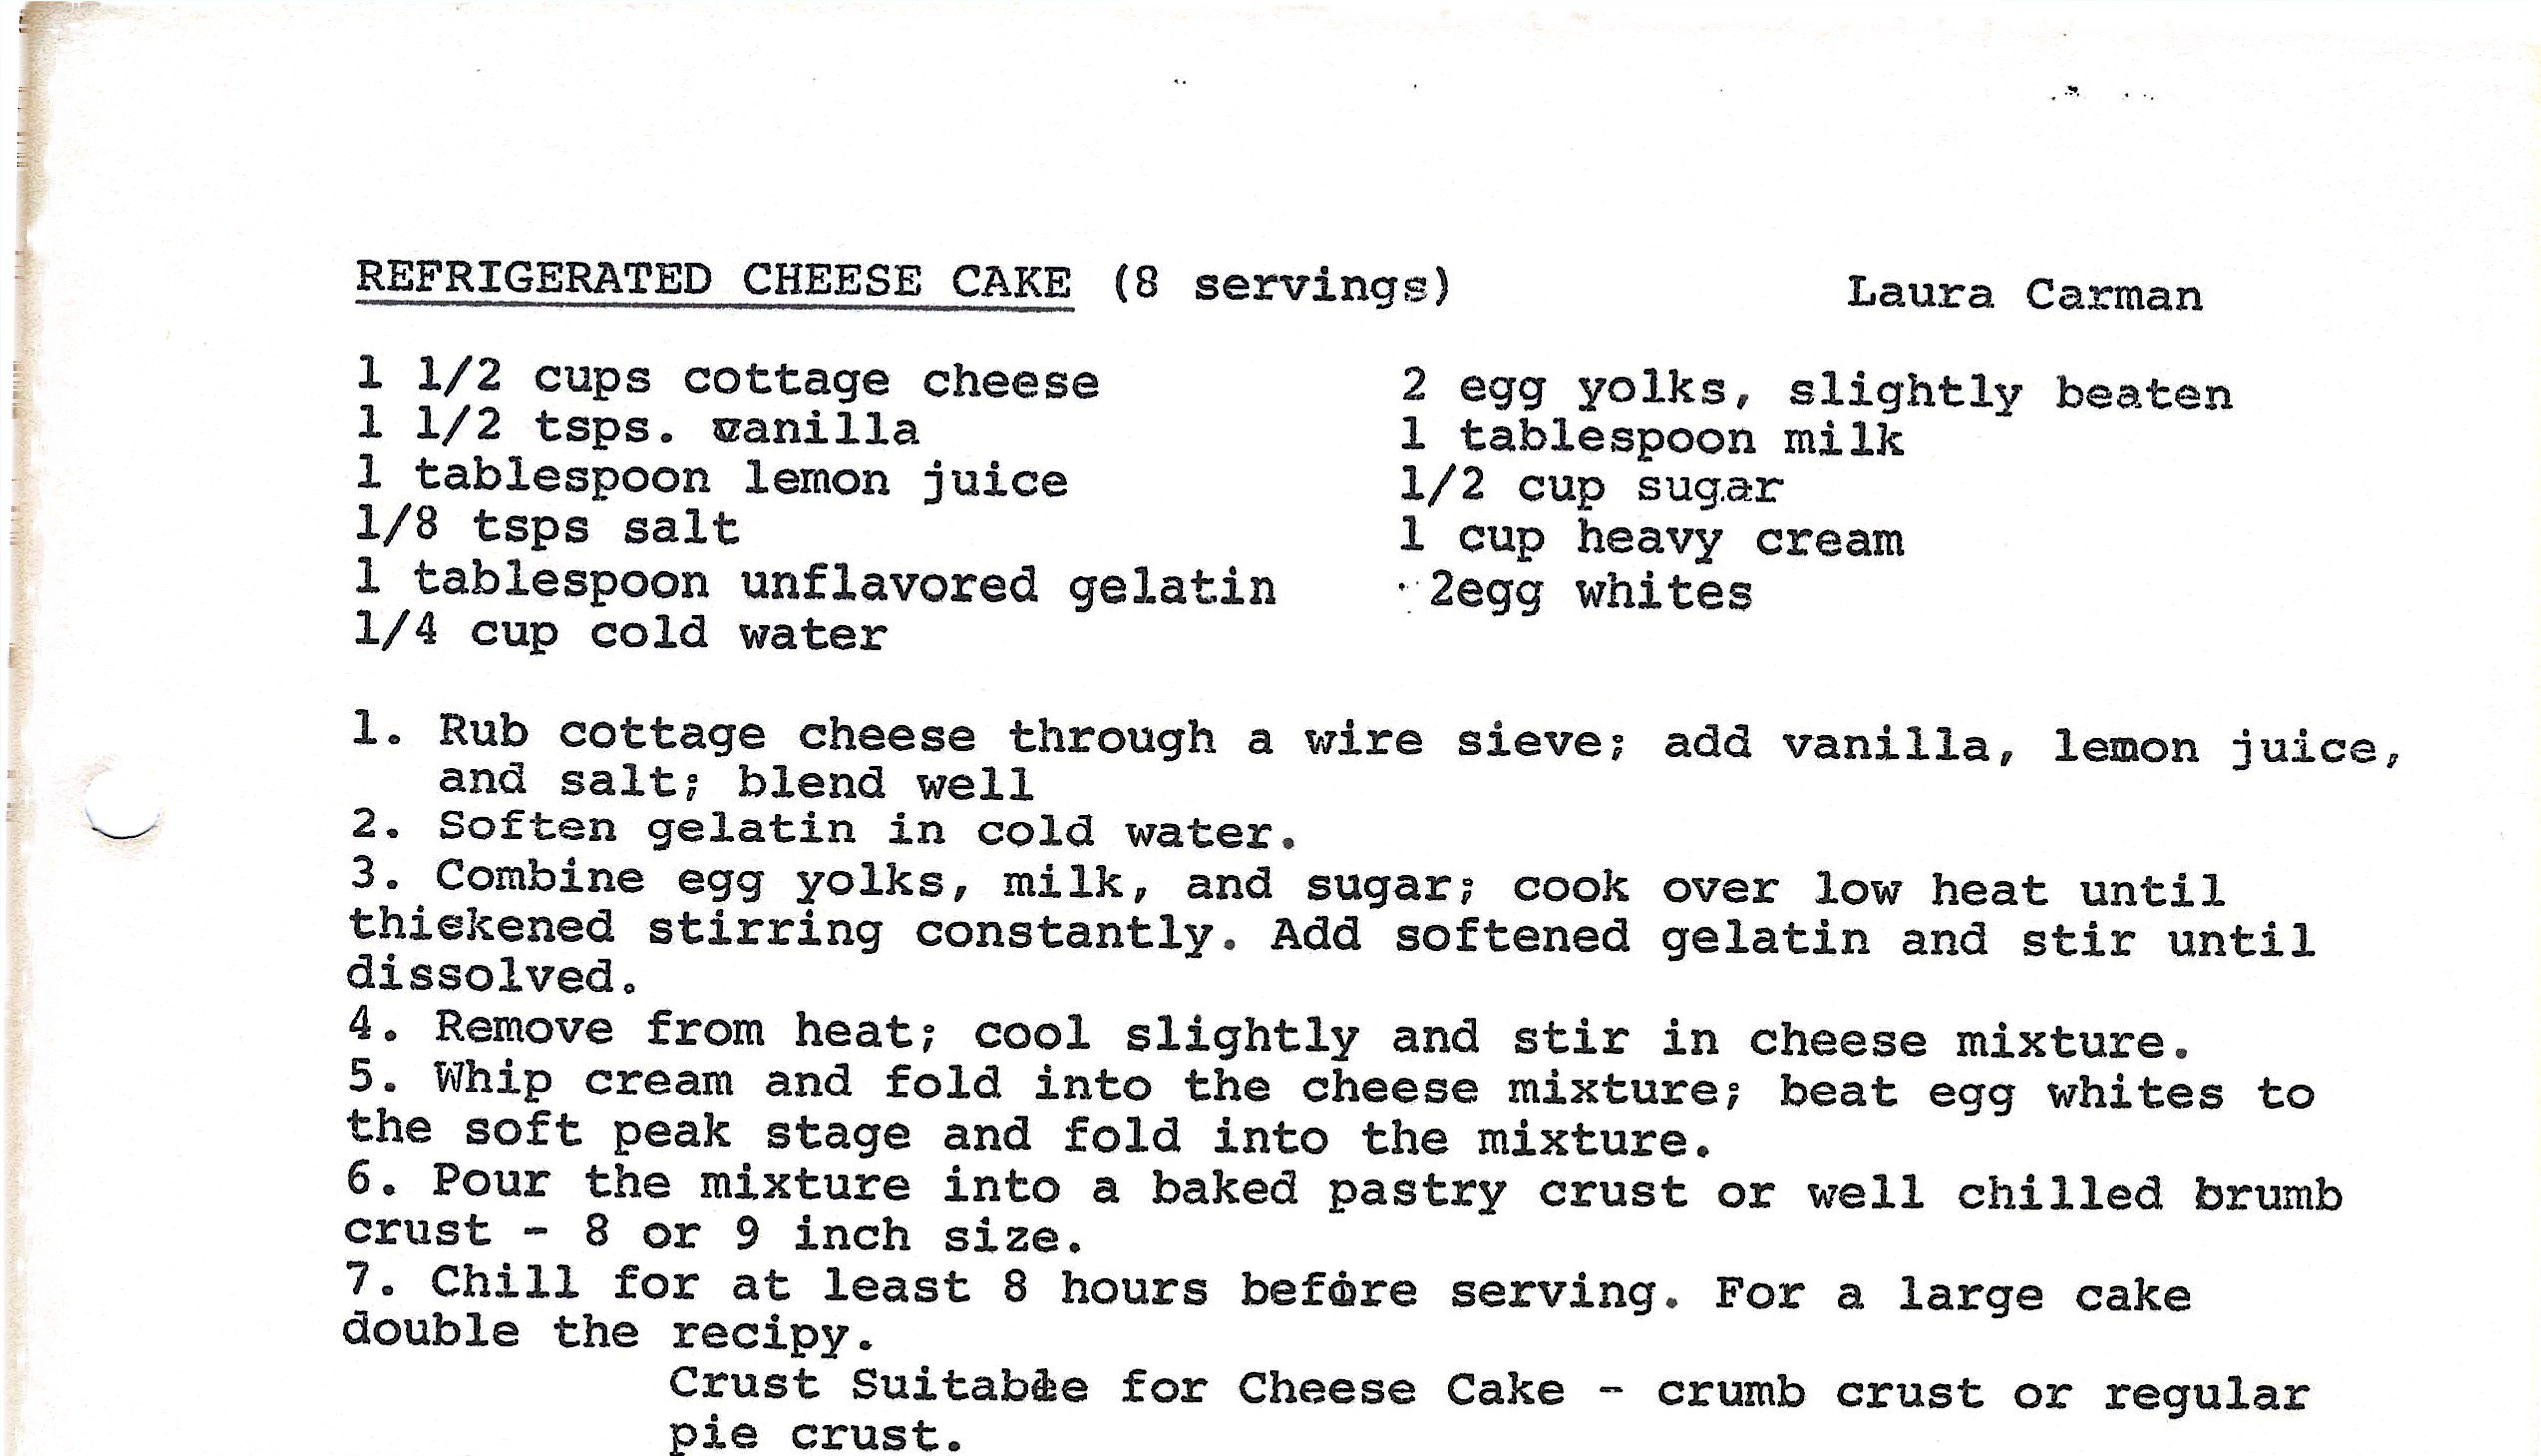 REFRIGERATED CHEESE CAKE (8 servings) Laura Carman
1 1/2 cups cottage cheese
1 1/2 tsps. vanilla
1 tablespoon lemon juice
1/8 tsps salt
1 tablespoon unflavored gelatin
1/4 cup cold water
2 egg yolks, slightly beaten
1 tablespoon milk
1/2 cup sugar
1 cup heavy cream
2egg whites
1. Rub cottage cheese through a wire sieve; add vanilla, lemon juice,
and salt; blend well
2. Soften gelatin in cold water.
3. Combine egg yolks, milk, and sugar; cook over low heat until
thickened stirring constantly. Add softened gelatin and stir until
dissolved.
4. Remove from heat; cool slightly and stir in cheese mixture.
5. Whip cream and fold into the cheese mixture; beat egg whites to
the soft peak stage and fold into the mixture.
6. Pour the mixture into a baked pastry crust or well chilled brumb
crust - 8 or 9 inch size.
7. Chill for at least 8 hours before serving. For a large cake
double the recipy.
Crust Suitable for Cheese Cake - crumb crust or regular
pie crust.